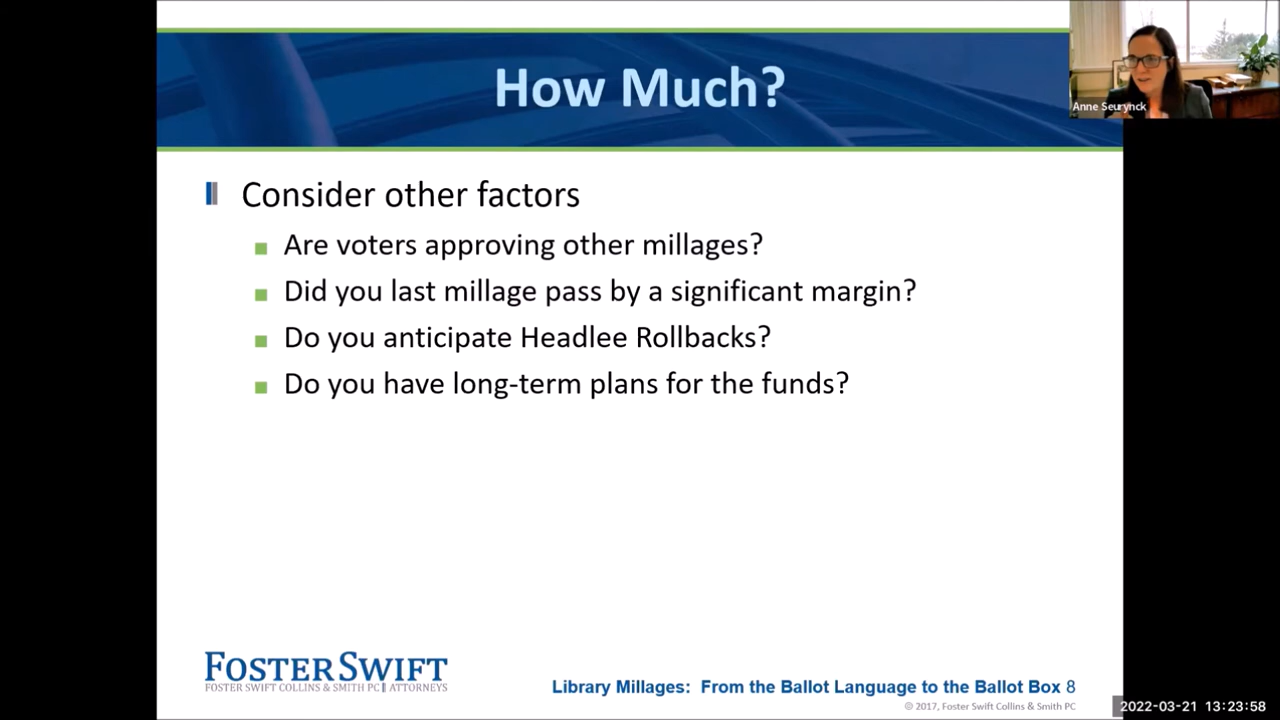 How Much?
Anne Seurynck
Consider other factors
Are voters approving other millages?
Did you last millage pass by a significant margin?
Do you anticipate Headlee Rollbacks?
Do you have long-term plans for the funds?
FOSTER SWIFT
FOSTER SWIFT COLLINS & SMITH PC || ATTORNEYS
Library Millages: From the Ballot Language to the Ballot Box 8
© 2017, Foster Swift Collins & Smith PC
2022-03-21 13:23:58